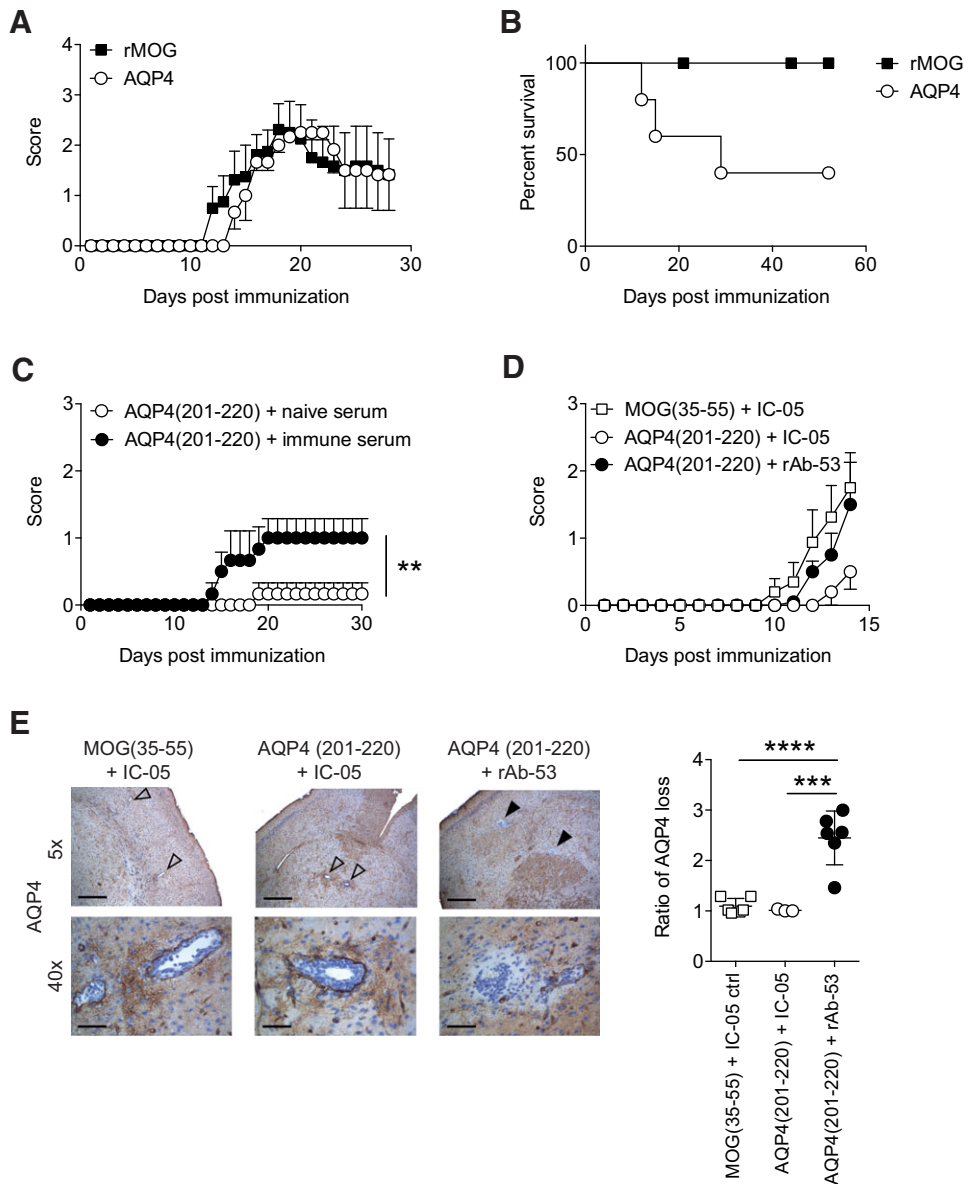 A
4
3
2
1
0
Score
rMOG
AQP4
0
10
20
30
Days post immunization
B
100
50
0
Percent survival
rMOG
AQP4
0
20
40
60
Days post immunization
C
3
2
1
0
Score
AQP4(201-220) + naive serum
AQP4(201-220) + immune serum
**
0
10
20
30
Days post immunization
D
3
2
1
0
Score
MOG(35-55) + IC-05
AQP4(201-220) + IC-05
AQP4(201-220) + rAb-53
0
5
10
15
Days post immunization
E
MOG(35-55)
+ IC-05
AQP4 (201-220)
+ IC-05
AQP4 (201-220)
+ rAb-53
AQP4
5x
40x
Ratio of AQP4 loss
4
3
2
1
0
****
***
MOG(35-55) + IC-05 ctrl
AQP4(201-220) + IC-05
AQP4(201-220) + rAb-53